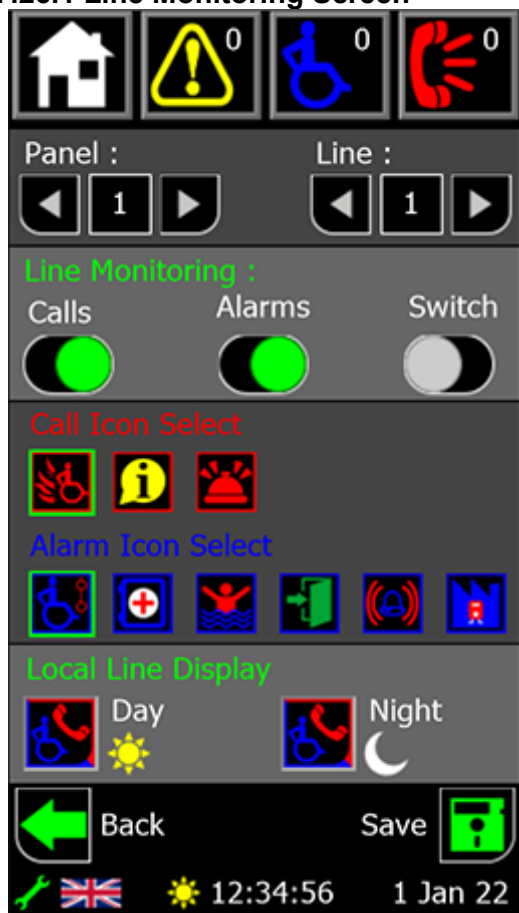 0 0 0
Panel : Line :
1 1
Line Monitoring :
Calls Alarms Switch
Call Icon Select
i
Alarm Icon Select
Local Line Display
Day Night
Back Save
12:34:56 1 Jan 22